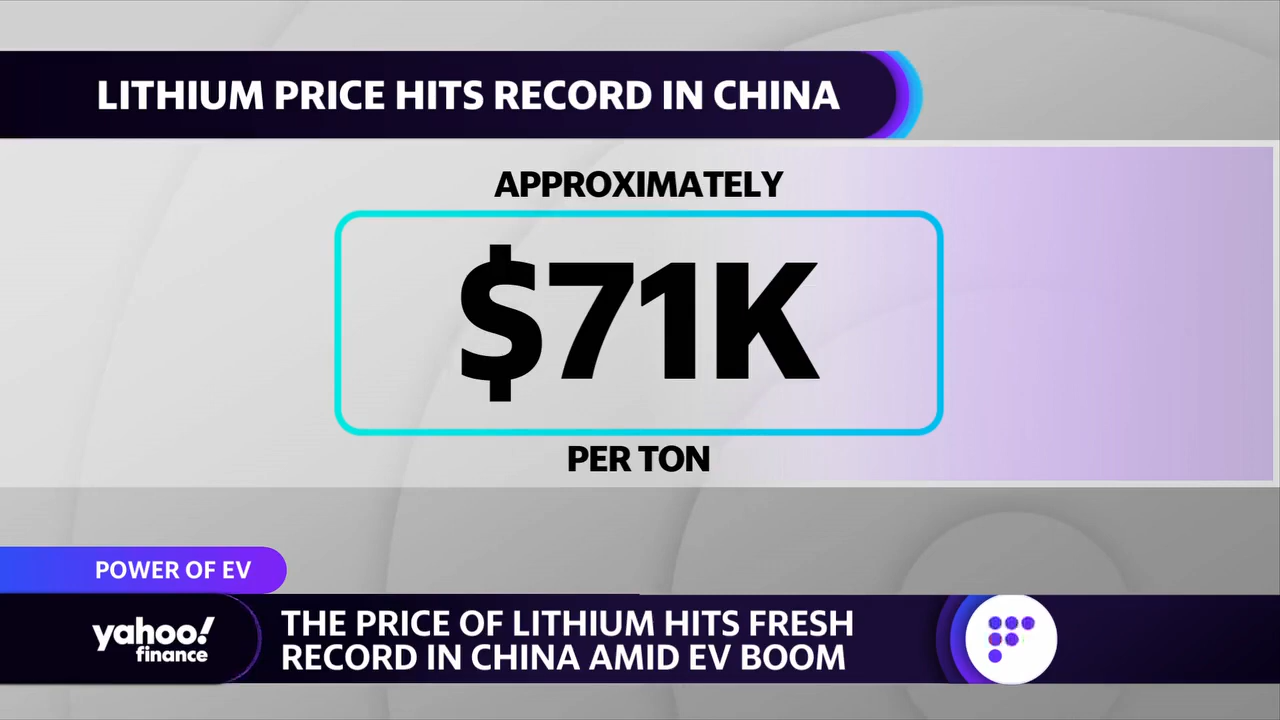 LITHIUM PRICE HITS RECORD IN CHINA
APPROXIMATELY
$71K
PER TON
POWER OF EV
yahoo!
finance
THE PRICE OF LITHIUM HITS FRESH
RECORD IN CHINA AMID EV BOOM